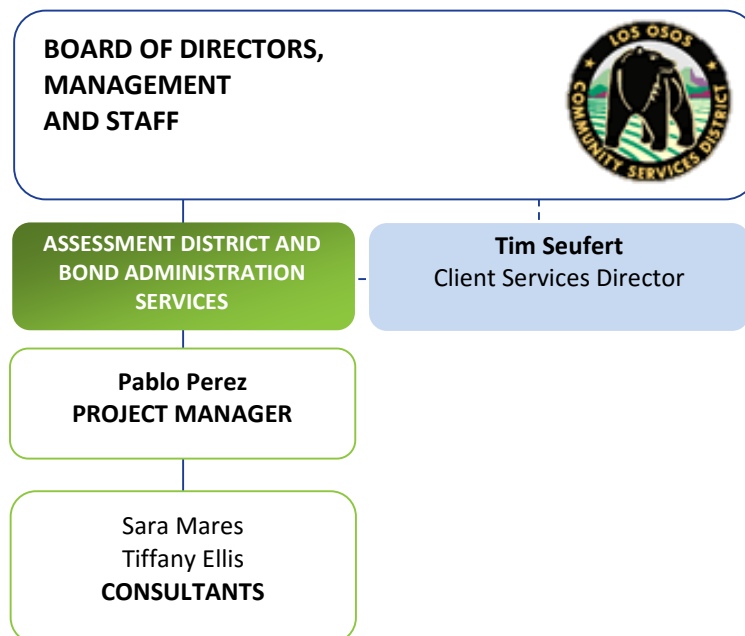 BOARD OF DIRECTORS,
MANAGEMENT
AND STAFF
LOS OSOS
COMMUNITY SERVICES DISTRICT
ASSESSMENT DISTRICT AND
BOND ADMINISTRATION
SERVICES
Tim Seufert
Client Services Director
Pablo Perez
PROJECT MANAGER
Sara Mares
Tiffany Ellis
CONSULTANTS